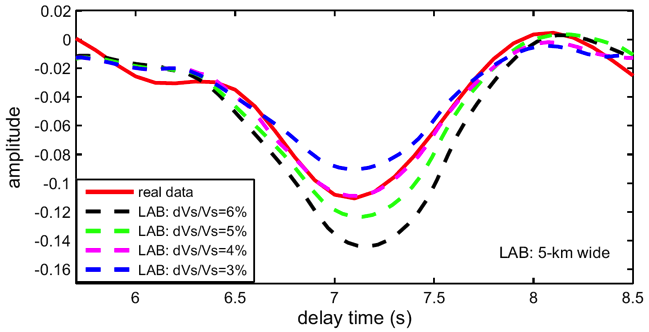 0.02
0
-0.02
-0.04
-0.06
-0.08
-0.1
-0.12
-0.14
-0.16
amplitude
real data
LAB: dVs/Vs=6%
LAB: dVs/Vs=5%
LAB: dVs/Vs=4%
LAB: dVs/Vs=3%
LAB: 5-km wide
6 6.5 7 7.5 8 8.5
delay time (s)